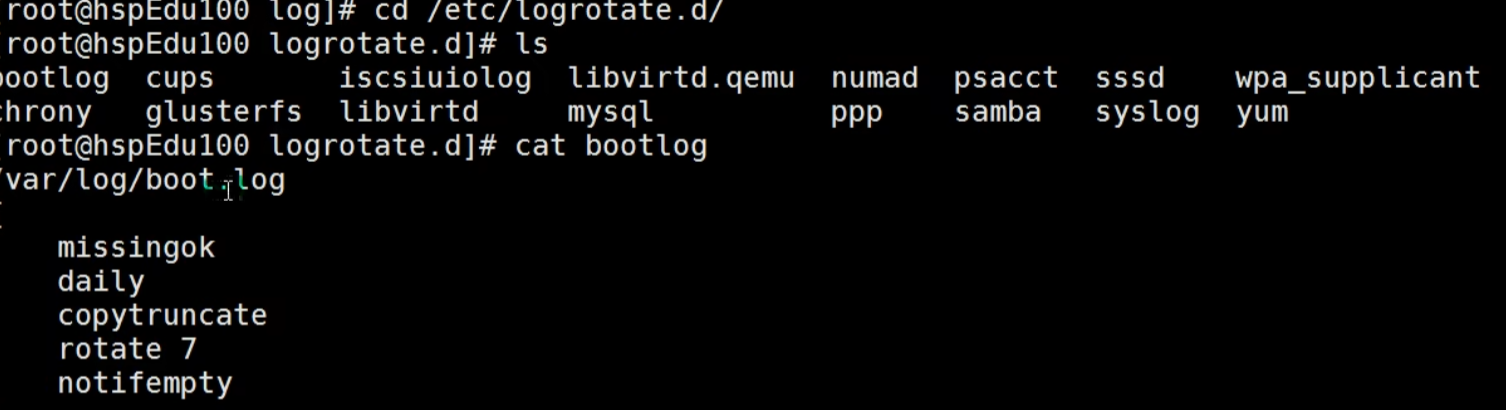 [root@hspEdu100 log]# cd /etc/logrotate.d/
[root@hspEdu100 logrotate.d]# ls
bootlog cups iscsiuiolog libvirtd.qemu numad psacct sssd wpa_supplicant
chrony glusterfs libvirtd mysql ppp samba syslog yum
[root@hspEdu100 logrotate.d]# cat bootlog
/var/log/boot.log
{
missingok
daily
copytruncate
rotate 7
notifempty